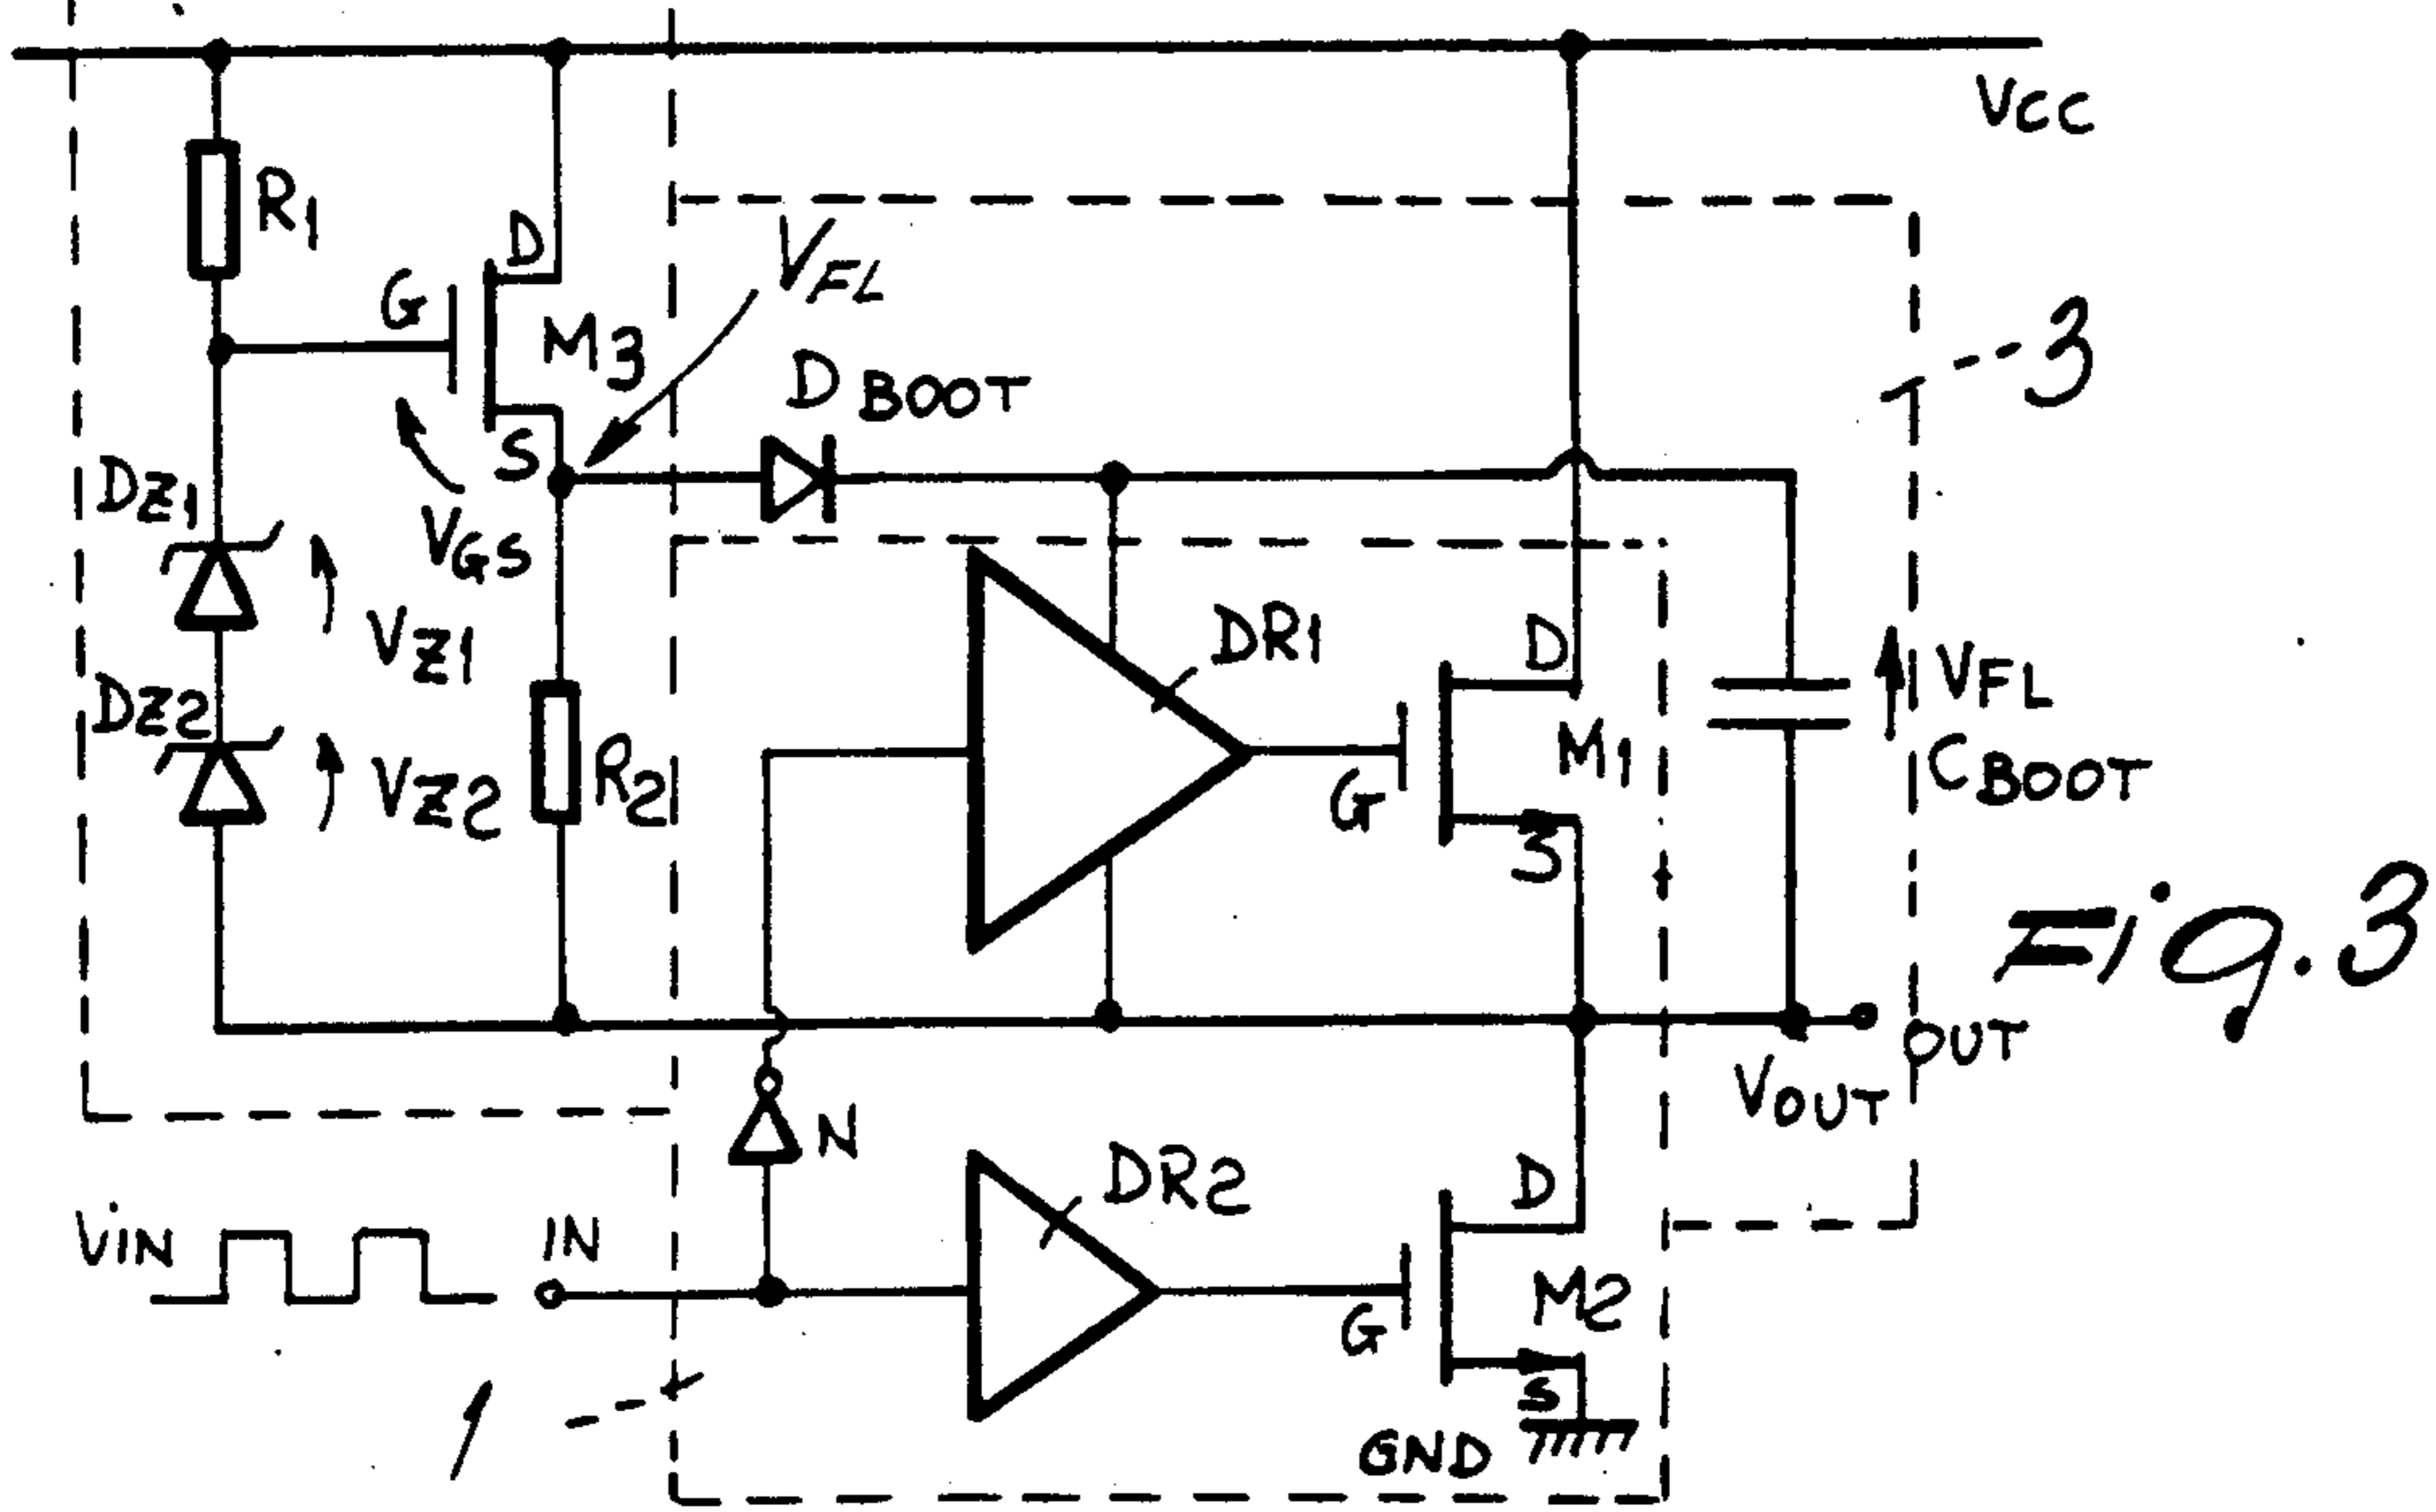 VCC
R1
D
VFL
G
M3
DBOOT
3
S
DZ1
VGS
VZ1
DR1
D
VFL
DZ2
VZ2
R2
G
M1
CBOOT
S
Fig.3
OUT
VOUT
N
DR2
D
VIN
IN
M2
G
S
1
GND